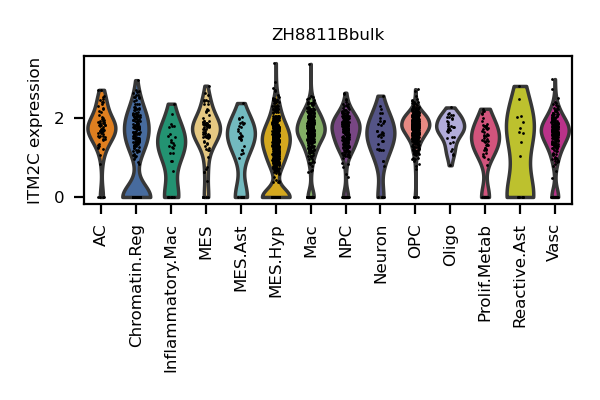 ZH8811Bbulk
ITM2C expression
2
0
AC
Chromatin.Reg
Inflammatory.Mac
MES
MES.Ast
MES.Hyp
Mac
NPC
Neuron
OPC
Oligo
Prolif.Metab
Reactive.Ast
Vasc